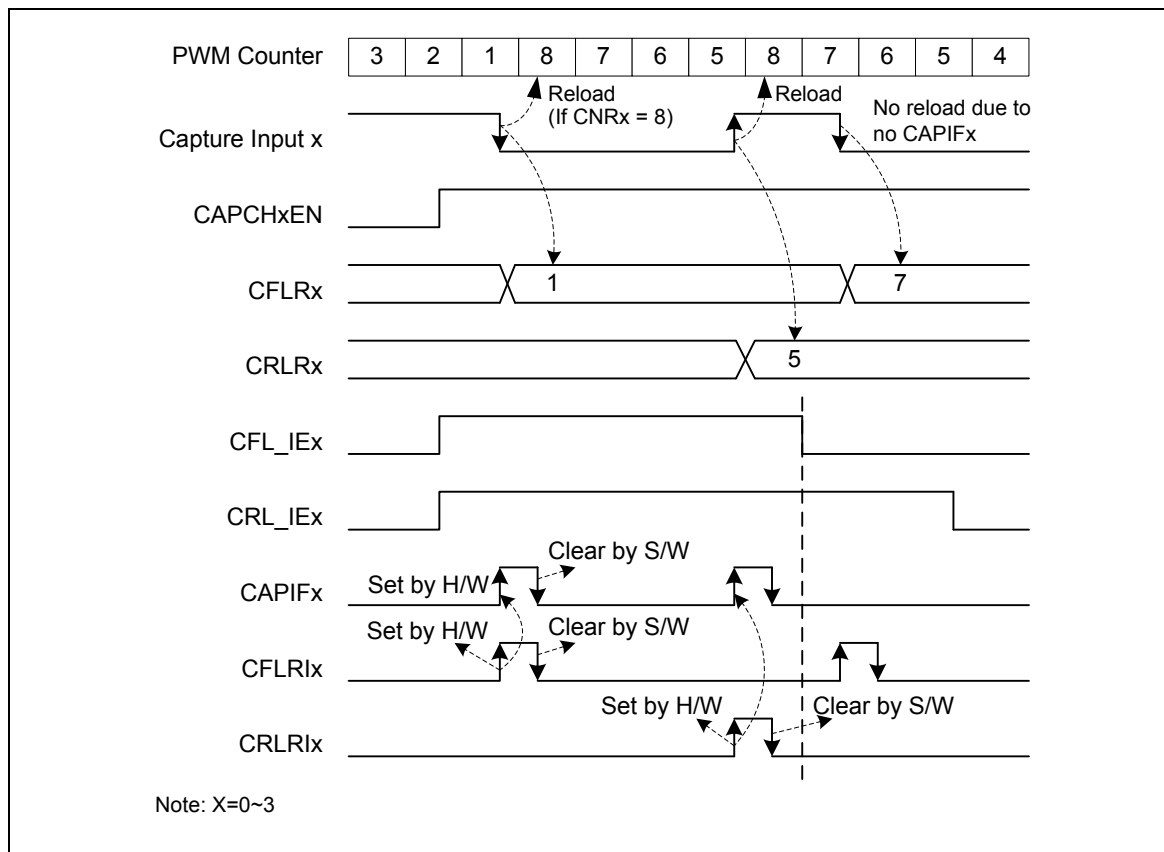 PWM Counter 3 2 1 8 7 6 5 8 7 6 5 4
Reload
(If CNRx = 8)
Reload
No reload due to
no CAPIFx
Capture Input x
CAPCHxEN
CFLRx 1 7
CRLRx 5
CFL_IEx
CRL_IEx
Clear by S/W
CAPIFx Set by H/W
Set by H/W Clear by S/W
CFLRIx
Set by H/W Clear by S/W
CRLRIx
Note: X=0~3